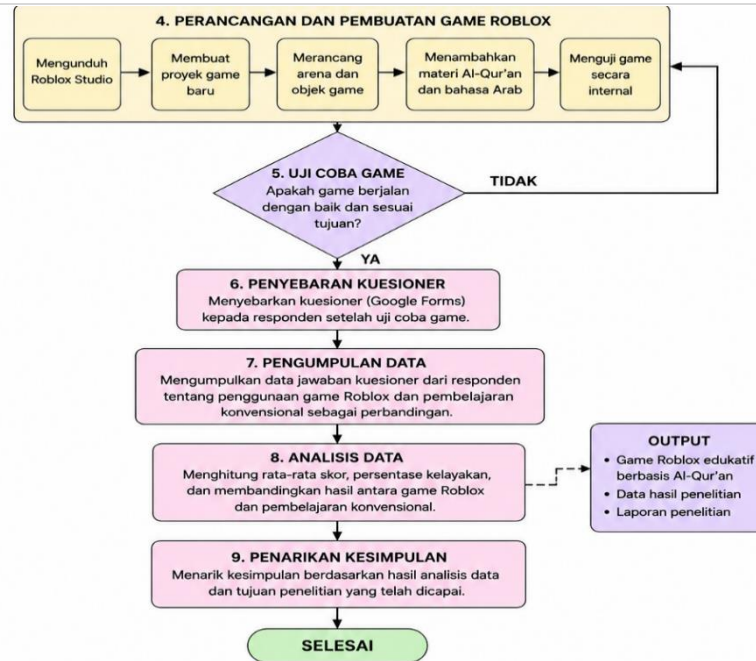 4. PERANCANGAN DAN PEMBUATAN GAME ROBLOX
Mengunduh
Roblox Studio
Membuat
proyek game
baru
Merancang
arena dan
objek game
Menambahkan
materi Al-Qur'an
dan bahasa Arab
Menguji game
secara
internal
5. UJI COBA GAME
Apakah game berjalan
dengan baik dan sesuai
tujuan?
TIDAK
YA
6. PENYEBARAN KUESIONER
Menyebarkan kuesioner (Google Forms)
kepada responden setelah uji coba game.
7. PENGUMPULAN DATA
Mengumpulkan data jawaban kuesioner dari responden
tentang penggunaan game Roblox dan pembelajaran
konvensional sebagai perbandingan.
8. ANALISIS DATA
Menghitung rata-rata skor, persentase kelayakan,
dan membandingkan hasil antara game Roblox
dan pembelajaran konvensional.
OUTPUT
• Game Roblox edukatif
berbasis Al-Qur'an
• Data hasil penelitian
• Laporan penelitian
9. PENARIKAN KESIMPULAN
Menarik kesimpulan berdasarkan hasil analisis data
dan tujuan penelitian yang telah dicapai.
SELESAI